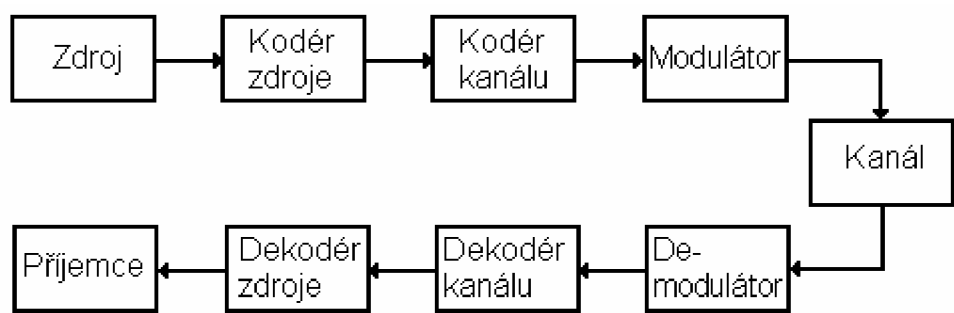 Zdroj
Kodér
zdroje
Kodér
kanálu
Modulátor
Kanál
Příjemce
Dekodér
zdroje
Dekodér
kanálu
De-
modulátor